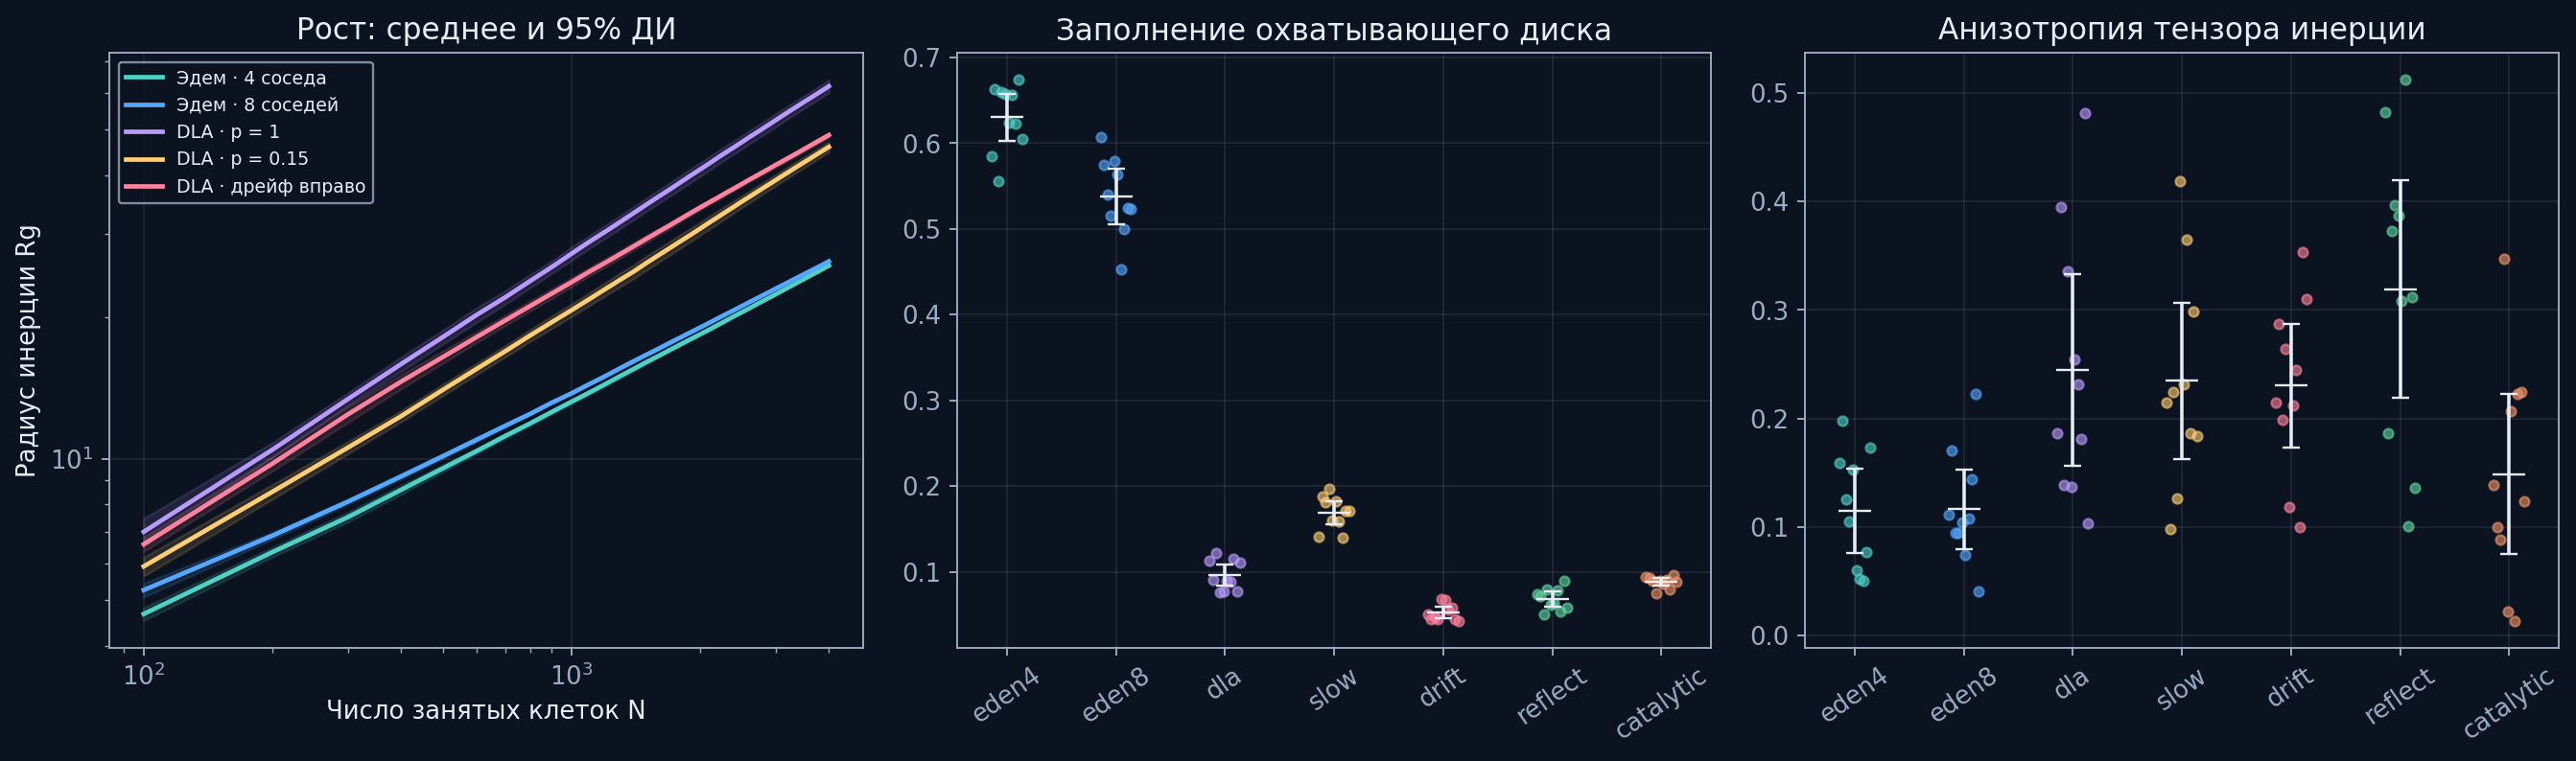 Рост: среднее и 95% ДИ
Эдем · 4 соседа
Эдем · 8 соседей
DLA · p = 1
DLA · p = 0.15
DLA · дрейф вправо
Радиус инерции Rg
10¹
10² 10³
Число занятых клеток N
Заполнение охватывающего диска
0.7
0.6
0.5
0.4
0.3
0.2
0.1
eden4 eden8 dla slow drift reflect catalytic
Анизотропия тензора инерции
0.5
0.4
0.3
0.2
0.1
0.0
eden4 eden8 dla slow drift reflect catalytic